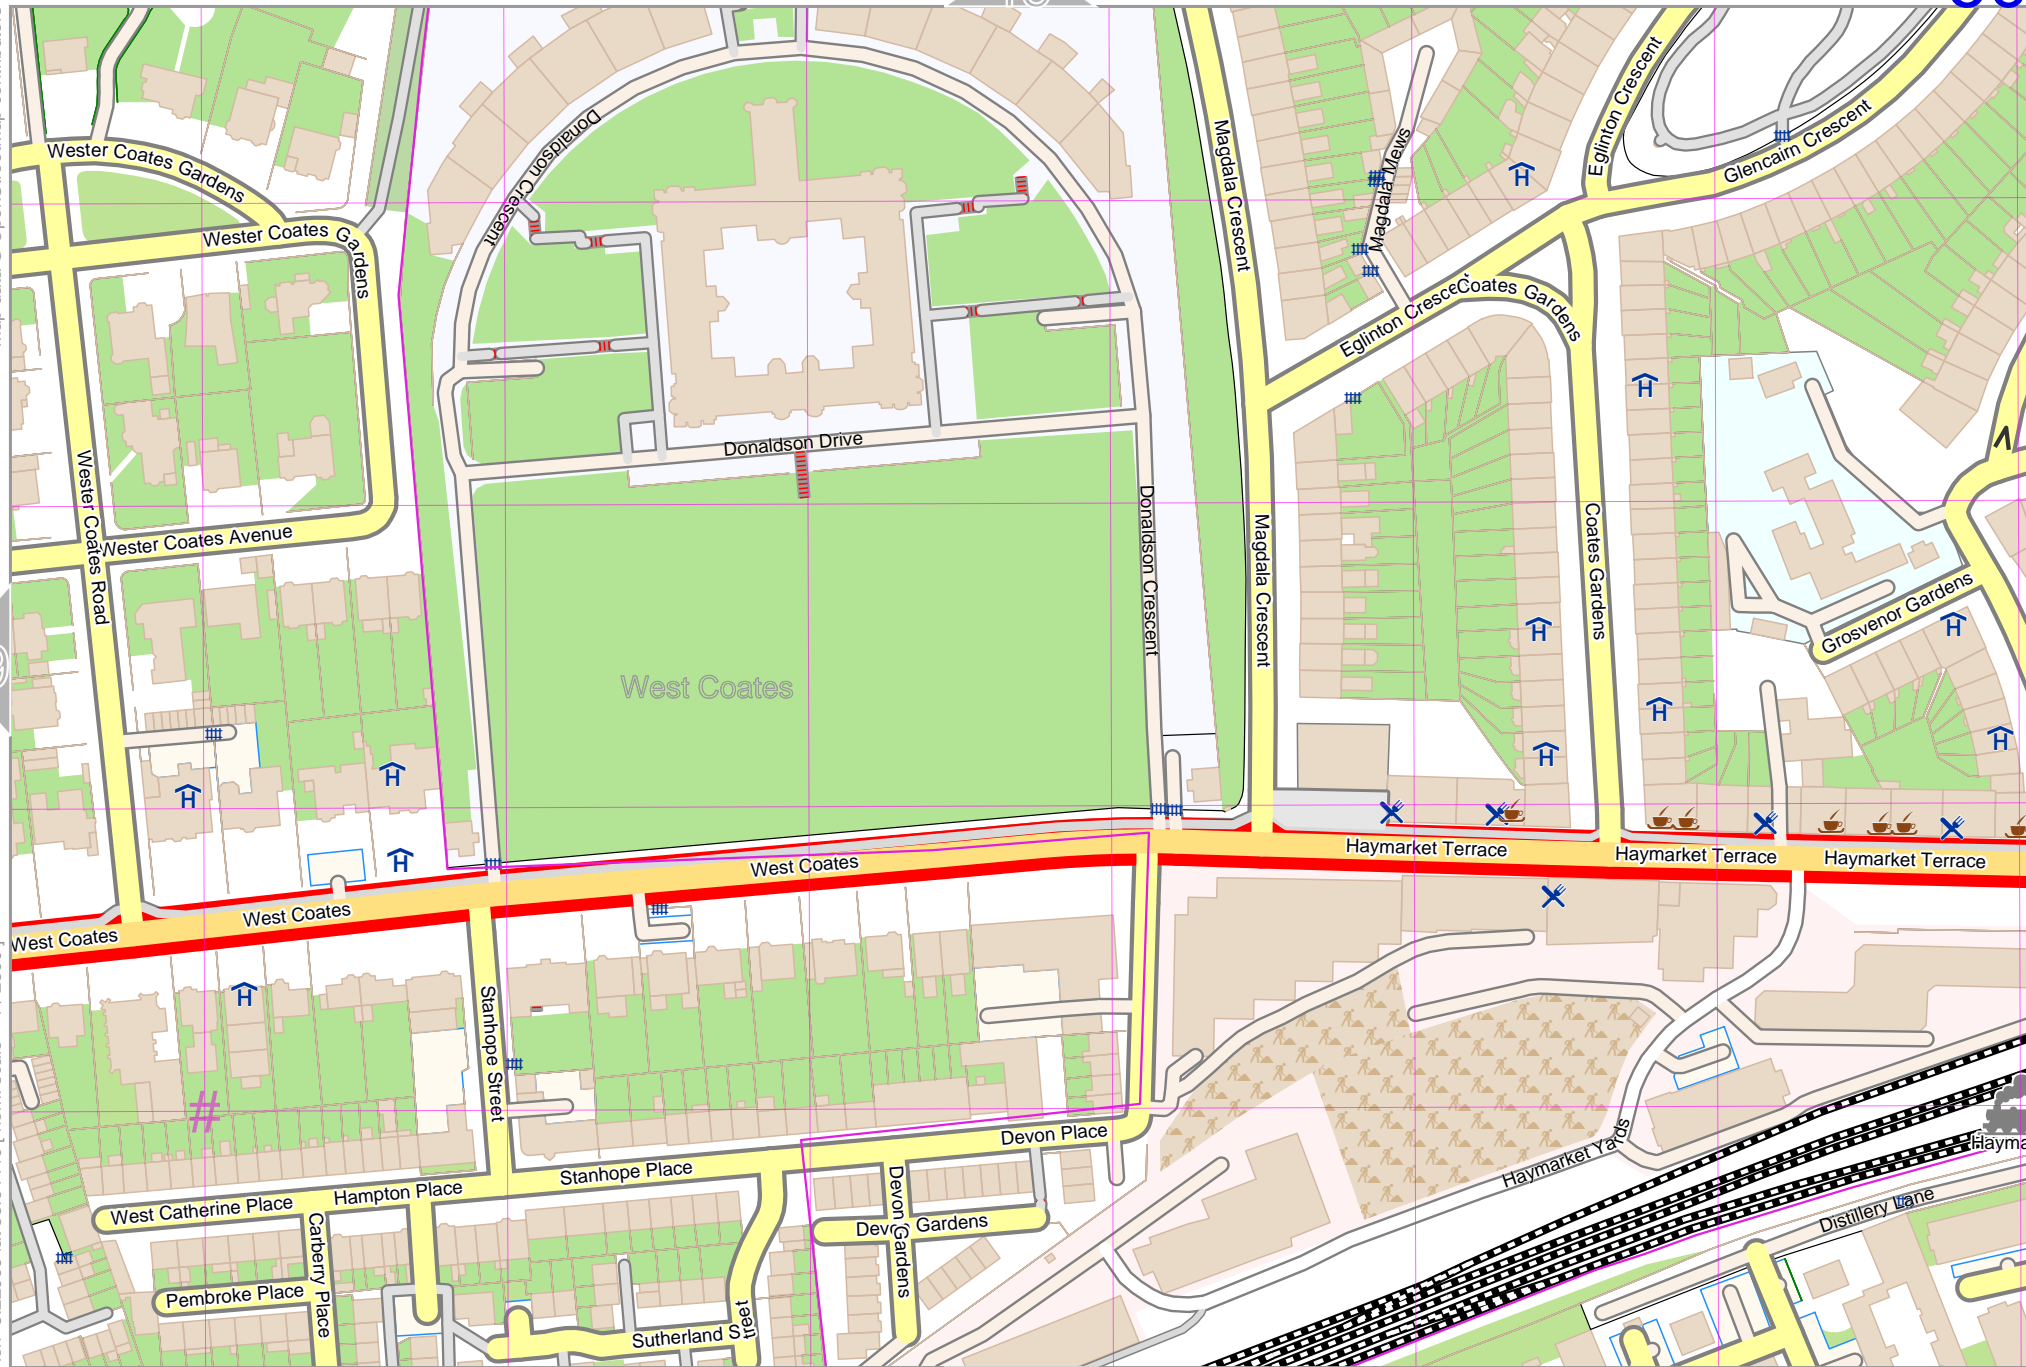 Wester Coates Gardens
Wester Coates Gardens
Donaldson Crescent
Magdala Crescent
Magdala Mews
Eglinton Crescent
Glencairn Crescent
Eglinton Crescent
Coates Gardens
Donaldson Drive
Wester Coates Road
Wester Coates Avenue
Donaldson Crescent
Magdala Crescent
Coates Gardens
Grosvenor Gardens
West Coates
West Coates
West Coates
West Coates
Haymarket Terrace
Haymarket Terrace
Haymarket Terrace
Stanhope Street
#
Devon Place
Stanhope Place
Hampton Place
West Catherine Place
Carberry Place
Pembroke Place
Devon Gardens
Devon Gardens
Sutherland S
reet
Haymarket Yards
Distillery Lane
Hayma
H
H
H
H
H
H
H
H
H
H
H
H